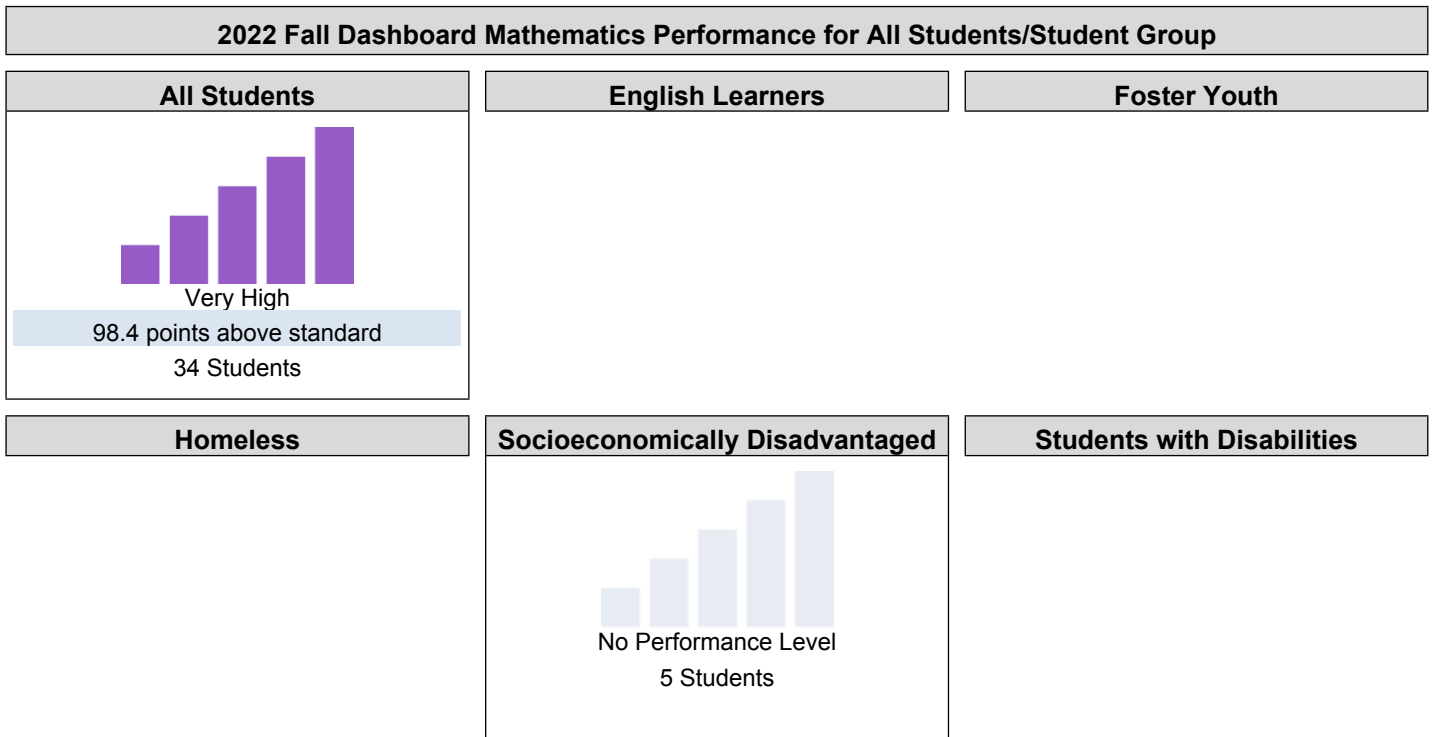 2022 Fall Dashboard Mathematics Performance for All Students/Student Group
All Students
English Learners
Foster Youth
Very High
98.4 points above standard
34 Students
Homeless
Socioeconomically Disadvantaged
Students with Disabilities
No Performance Level
5 Students